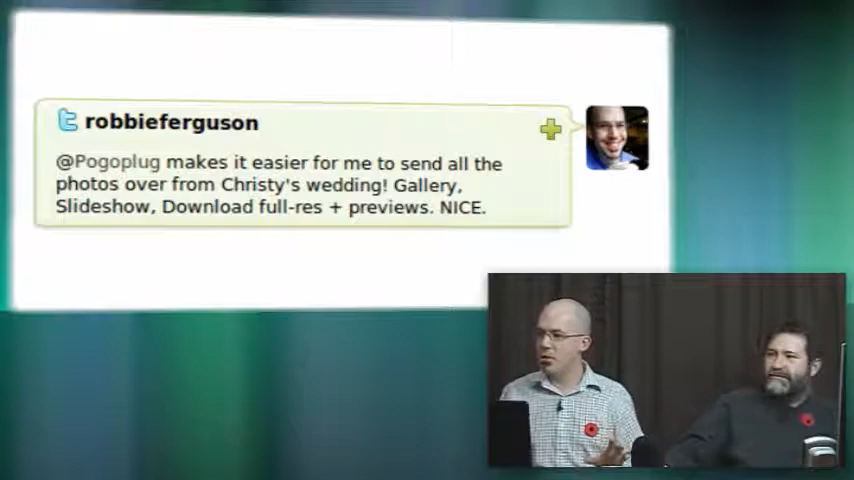 robbieferguson
@Pogoplug makes it easier for me to send all the
photos over from Christy's wedding! Gallery,
Slideshow, Download full-res + previews. NICE.